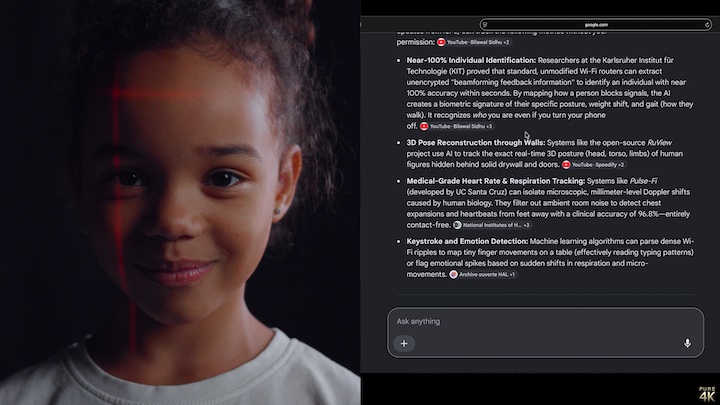 google.com
permission: YouTube · Bilawal Sidhu +2
• Near-100% Individual Identification: Researchers at the Karlsruher Institut für
Technologie (KIT) proved that standard, unmodified Wi-Fi routers can extract
unencrypted "beamforming feedback information" to identify an individual with near
100% accuracy within seconds. By mapping how a person blocks signals, the AI
creates a biometric signature of their specific posture, weight shift, and gait (how they
walk). It recognizes who you are even if you turn your phone
off. YouTube · Bilawal Sidhu +3
• 3D Pose Reconstruction through Walls: Systems like the open-source RuView
project use AI to track the exact real-time 3D posture (head, torso, limbs) of human
figures hidden behind solid drywall and doors. YouTube · Speedify +2
• Medical-Grade Heart Rate & Respiration Tracking: Systems like Pulse-Fi
(developed by UC Santa Cruz) can isolate microscopic, millimeter-level Doppler shifts
caused by human biology. They filter out ambient room noise to detect chest
expansions and heartbeats from feet away with a clinical accuracy of 96.8%—entirely
contact-free. National Institutes of H... +3
• Keystroke and Emotion Detection: Machine learning algorithms can parse dense Wi-
Fi ripples to map tiny finger movements on a table (effectively reading typing patterns)
or flag emotional spikes based on sudden shifts in respiration and micro-
movements. Archive ouverte HAL +1
Ask anything
PURE
4K